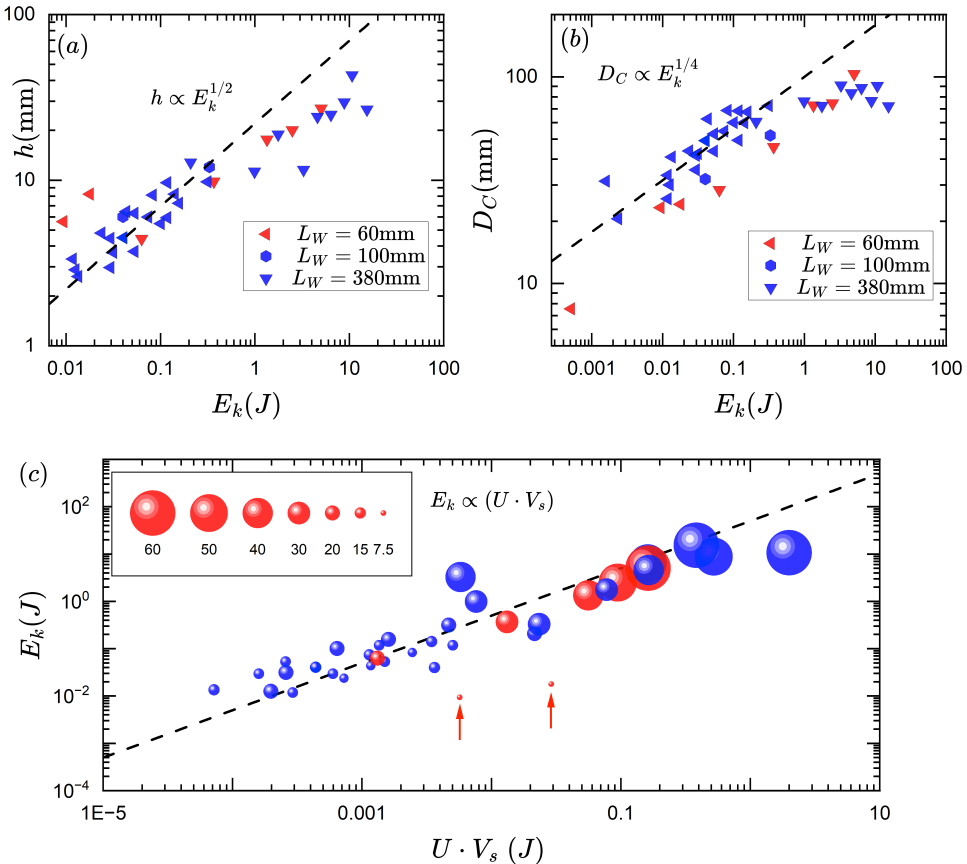 (a)
h ∝ E_k^{1/2}
h(mm)
100
10
1
L_W = 60mm
L_W = 100mm
L_W = 380mm
0.01 0.1 1 10 100
E_k(J)
(b)
D_C ∝ E_k^{1/4}
D_C(mm)
100
10
L_W = 60mm
L_W = 100mm
L_W = 380mm
0.001 0.01 0.1 1 10 100
E_k(J)
(c)
E_k ∝ (U · V_s)
60 50 40 30 20 15 7.5
E_k(J)
10^2
10^0
10^{−2}
10^{−4}
1E-5 0.001 0.1 10
U · V_s (J)